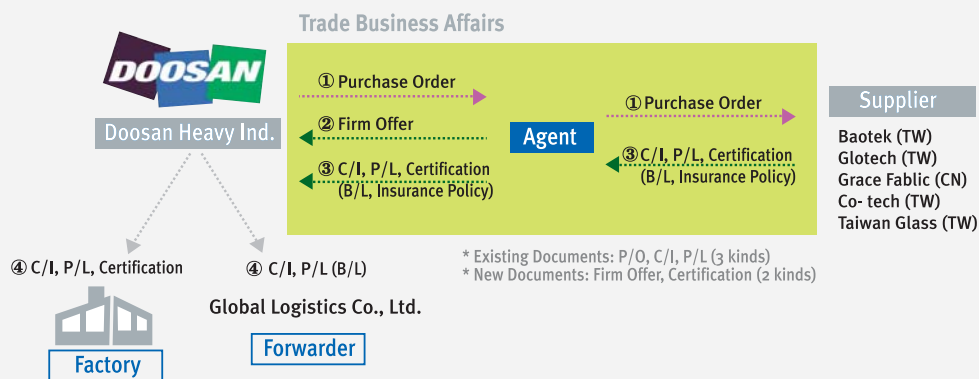 Trade Business Affairs
DOOSAN
Doosan Heavy Ind.
① Purchase Order
② Firm Offer
③ C/I, P/L, Certification
(B/L, Insurance Policy)
Agent
① Purchase Order
③ C/I, P/L, Certification
(B/L, Insurance Policy)
Supplier
Baotek (TW)
Glotech (TW)
Grace Fablic (CN)
Co- tech (TW)
Taiwan Glass (TW)
* Existing Documents: P/O, C/I, P/L (3 kinds)
* New Documents: Firm Offer, Certification (2 kinds)
④ C/I, P/L, Certification
Factory
④ C/I, P/L (B/L)
Global Logistics Co., Ltd.
Forwarder